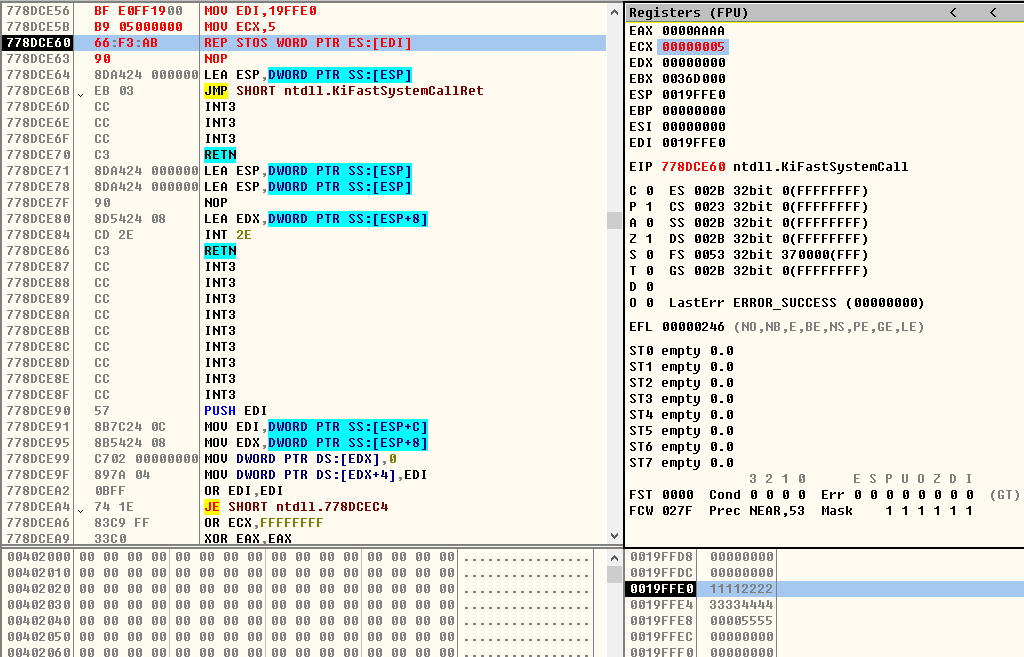 778DCE56 BF E0FF1900 MOV EDI,19FFE0
778DCE5B B9 05000000 MOV ECX,5
778DCE60 66:F3:AB REP STOS WORD PTR ES:[EDI]
778DCE63 90 NOP
778DCE64 8DA424 000000 LEA ESP,DWORD PTR SS:[ESP]
778DCE6B EB 03 JMP SHORT ntdll.KiFastSystemCallRet
778DCE6D CC INT3
778DCE6E CC INT3
778DCE6F CC INT3
778DCE70 C3 RETN
778DCE71 8DA424 000000 LEA ESP,DWORD PTR SS:[ESP]
778DCE78 8DA424 000000 LEA ESP,DWORD PTR SS:[ESP]
778DCE7F 90 NOP
778DCE80 8D5424 08 LEA EDX,DWORD PTR SS:[ESP+8]
778DCE84 CD 2E INT 2E
778DCE86 C3 RETN
778DCE87 CC INT3
778DCE88 CC INT3
778DCE89 CC INT3
778DCE8A CC INT3
778DCE8B CC INT3
778DCE8C CC INT3
778DCE8D CC INT3
778DCE8E CC INT3
778DCE8F CC INT3
778DCE90 57 PUSH EDI
778DCE91 8B7C24 0C MOV EDI,DWORD PTR SS:[ESP+C]
778DCE95 8B5424 08 MOV EDX,DWORD PTR SS:[ESP+8]
778DCE99 C702 00000000 MOV DWORD PTR DS:[EDX],0
778DCE9F 897A 04 MOV DWORD PTR DS:[EDX+4],EDI
778DCEA2 0BFF OR EDI,EDI
778DCEA4 74 1E JE SHORT ntdll.778DCEC4
778DCEA6 83C9 FF OR ECX,FFFFFFFF
778DCEA9 33C0 XOR EAX,EAX
Registers (FPU) < <
EAX 0000AAAA
ECX 00000005
EDX 00000000
EBX 0036D000
ESP 0019FFE0
EBP 00000000
ESI 00000000
EDI 0019FFE0
EIP 778DCE60 ntdll.KiFastSystemCall
C 0 ES 002B 32bit 0(FFFFFFFF)
P 1 CS 0023 32bit 0(FFFFFFFF)
A 0 SS 002B 32bit 0(FFFFFFFF)
Z 1 DS 002B 32bit 0(FFFFFFFF)
S 0 FS 0053 32bit 370000(FFF)
T 0 GS 002B 32bit 0(FFFFFFFF)
D 0
O 0 LastErr ERROR_SUCCESS (00000000)
EFL 00000246 (NO,NB,E,BE,NS,PE,GE,LE)
ST0 empty 0.0
ST1 empty 0.0
ST2 empty 0.0
ST3 empty 0.0
ST4 empty 0.0
ST5 empty 0.0
ST6 empty 0.0
ST7 empty 0.0
3 2 1 0 E S P U O Z D I
FST 0000 Cond 0 0 0 0 Err 0 0 0 0 0 0 0 0 (GT)
FCW 027F Prec NEAR,53 Mask 1 1 1 1 1 1
00402000 00 00 00 00 00 00 00 00 00 00 00 00 00 00 00 00 ................
00402010 00 00 00 00 00 00 00 00 00 00 00 00 00 00 00 00 ................
00402020 00 00 00 00 00 00 00 00 00 00 00 00 00 00 00 00 ................
00402030 00 00 00 00 00 00 00 00 00 00 00 00 00 00 00 00 ................
00402040 00 00 00 00 00 00 00 00 00 00 00 00 00 00 00 00 ................
00402050 00 00 00 00 00 00 00 00 00 00 00 00 00 00 00 00 ................
00402060 00 00 00 00 00 00 00 00 00 00 00 00 00 00 00 00 ................
0019FFD8 00000000
0019FFDC 00000000
0019FFE0 11112222
0019FFE4 33334444
0019FFE8 00005555
0019FFEC 00000000
0019FFF0 00000000